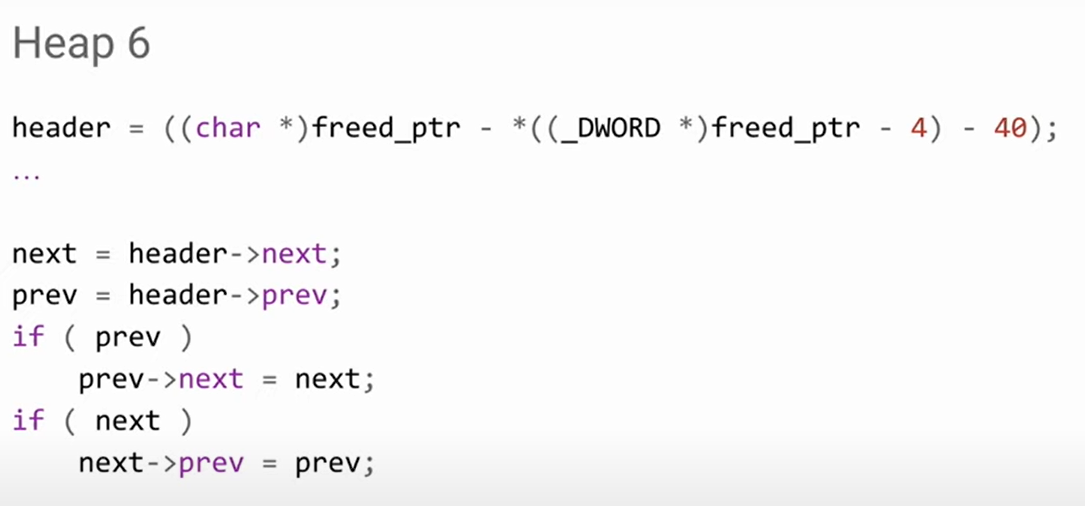 Heap 6
header = ((char *)freed_ptr - *((_DWORD *)freed_ptr - 4) - 40);
...
next = header->next;
prev = header->prev;
if ( prev )
prev->next = next;
if ( next )
next->prev = prev;